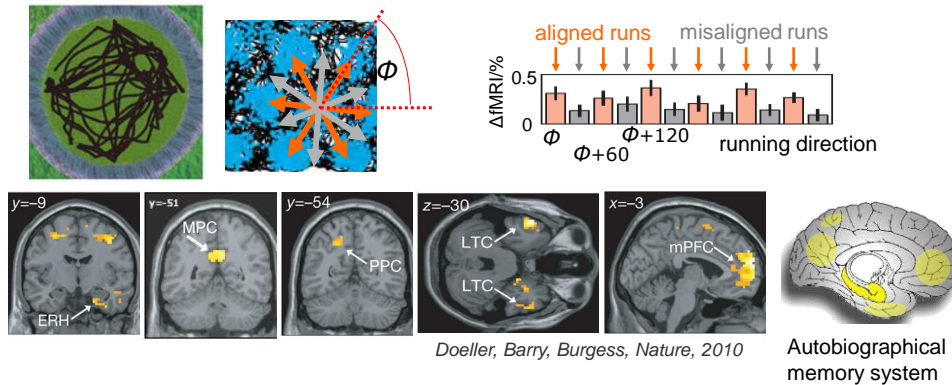 Φ
aligned runs misaligned runs
ΔfMRI/%
0.5
0
Φ
Φ+60
Φ+120
running direction
y=–9
ERH
y=-51
MPC
y=–54
PPC
z=–30
LTC
LTC
x=–3
mPFC
Doeller, Barry, Burgess, Nature, 2010
Autobiographical
memory system